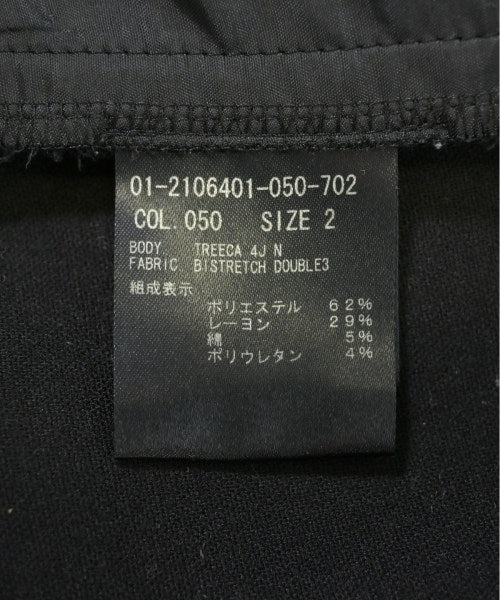 01-2106401-050-702
COL.050 SIZE 2
BODY TREECA 4J N
FABRIC BISTRETCH DOUBLE3
組成表示
ポリエステル 62%
レーヨン 29%
綿 5%
ポリウレタン 4%